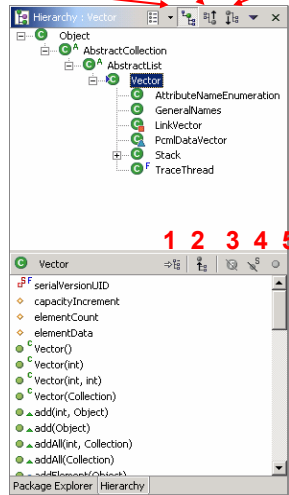 Hierarchy : Vector
Object
A AbstractCollection
A AbstractList
Vector
AttributeNameEnumeration
GeneralNames
LinkVector
PcmlDataVector
Stack
F TraceThread
1 2 3 4 5
Vector
S
S F serialVersionUID
capacityIncrement
elementCount
elementData
C Vector()
C Vector(int)
C Vector(int, int)
C Vector(Collection)
add(int, Object)
add(Object)
addAll(int, Collection)
addAll(Collection)
addElement(Object)
Package Explorer Hierarchy